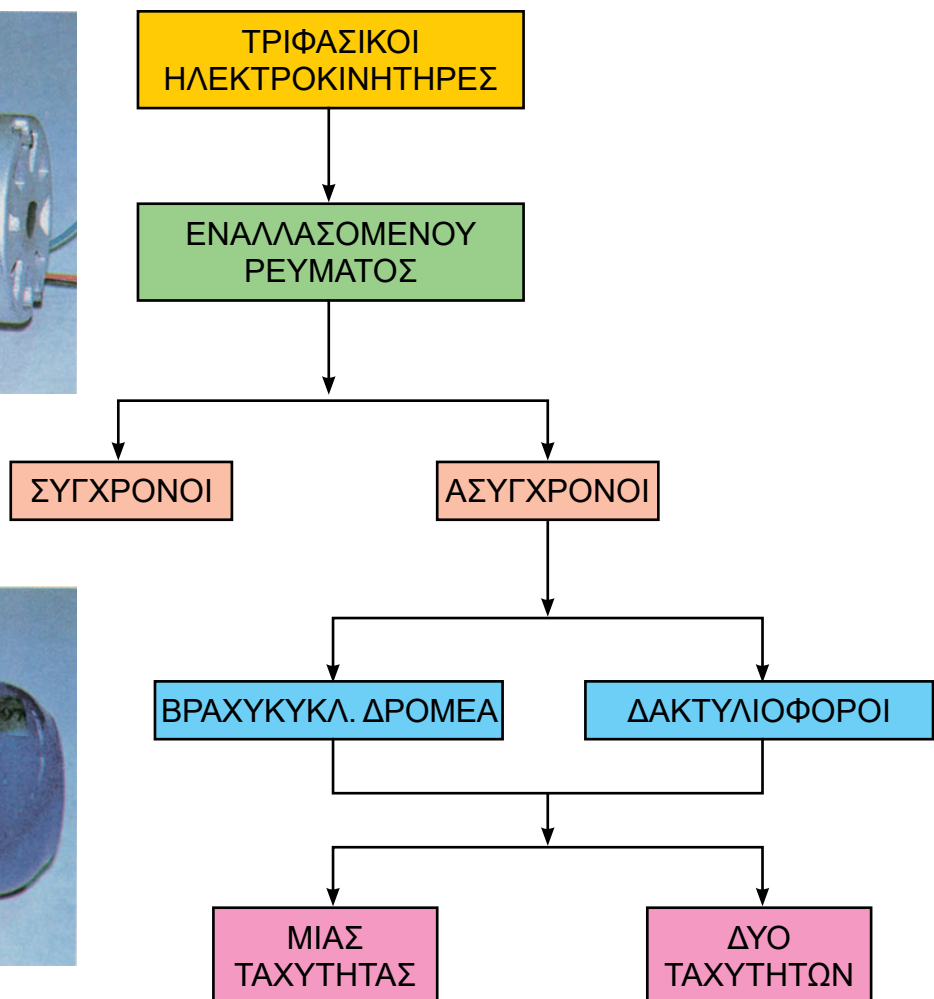 ΤΡΙΦΑΣΙΚΟΙ
ΗΛΕΚΤΡΟΚΙΝΗΤΗΡΕΣ
ΕΝΑΛΛΑΣΟΜΕΝΟΥ
ΡΕΥΜΑΤΟΣ
ΣΥΓΧΡΟΝΟΙ
ΑΣΥΓΧΡΟΝΟΙ
ΒΡΑΧΥΚΥΚΛ. ΔΡΟΜΕΑ
ΔΑΚΤΥΛΙΟΦΟΡΟΙ
ΜΙΑΣ
ΤΑΧΥΤΗΤΑΣ
ΔΥΟ
ΤΑΧΥΤΗΤΩΝ